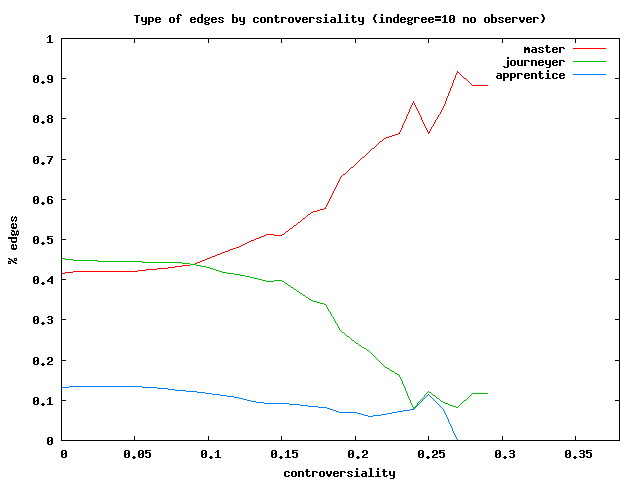 Type of edges by controversiality (indegree=10 no observer)
master
journeyer
apprentice
% edges
1
0.9
0.8
0.7
0.6
0.5
0.4
0.3
0.2
0.1
0
0 0.05 0.1 0.15 0.2 0.25 0.3 0.35
controversiality